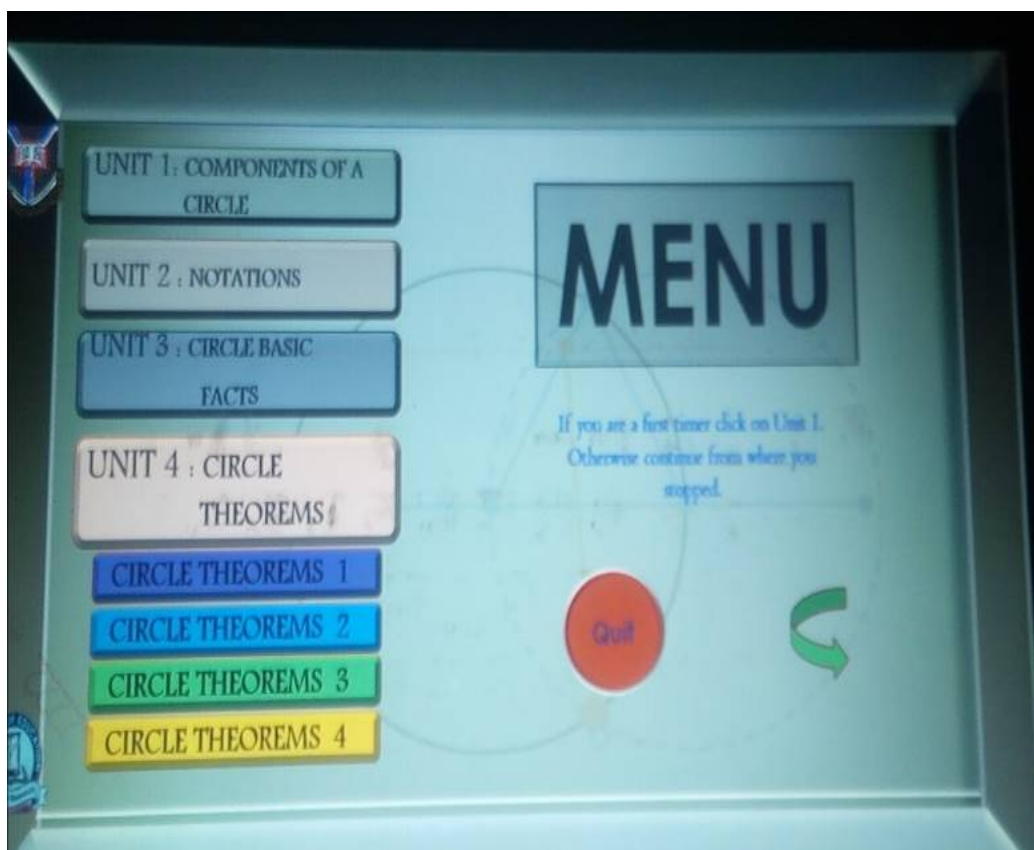 UNIT 1: COMPONENTS OF A
CIRCLE
UNIT 2 : NOTATIONS
UNIT 3 : CIRCLE BASIC
FACTS
UNIT 4 : CIRCLE
THEOREMS
CIRCLE THEOREMS 1
CIRCLE THEOREMS 2
CIRCLE THEOREMS 3
CIRCLE THEOREMS 4
MENU
If you are a first timer click on Unit 1.
Otherwise continue from where you
stopped.
Quit